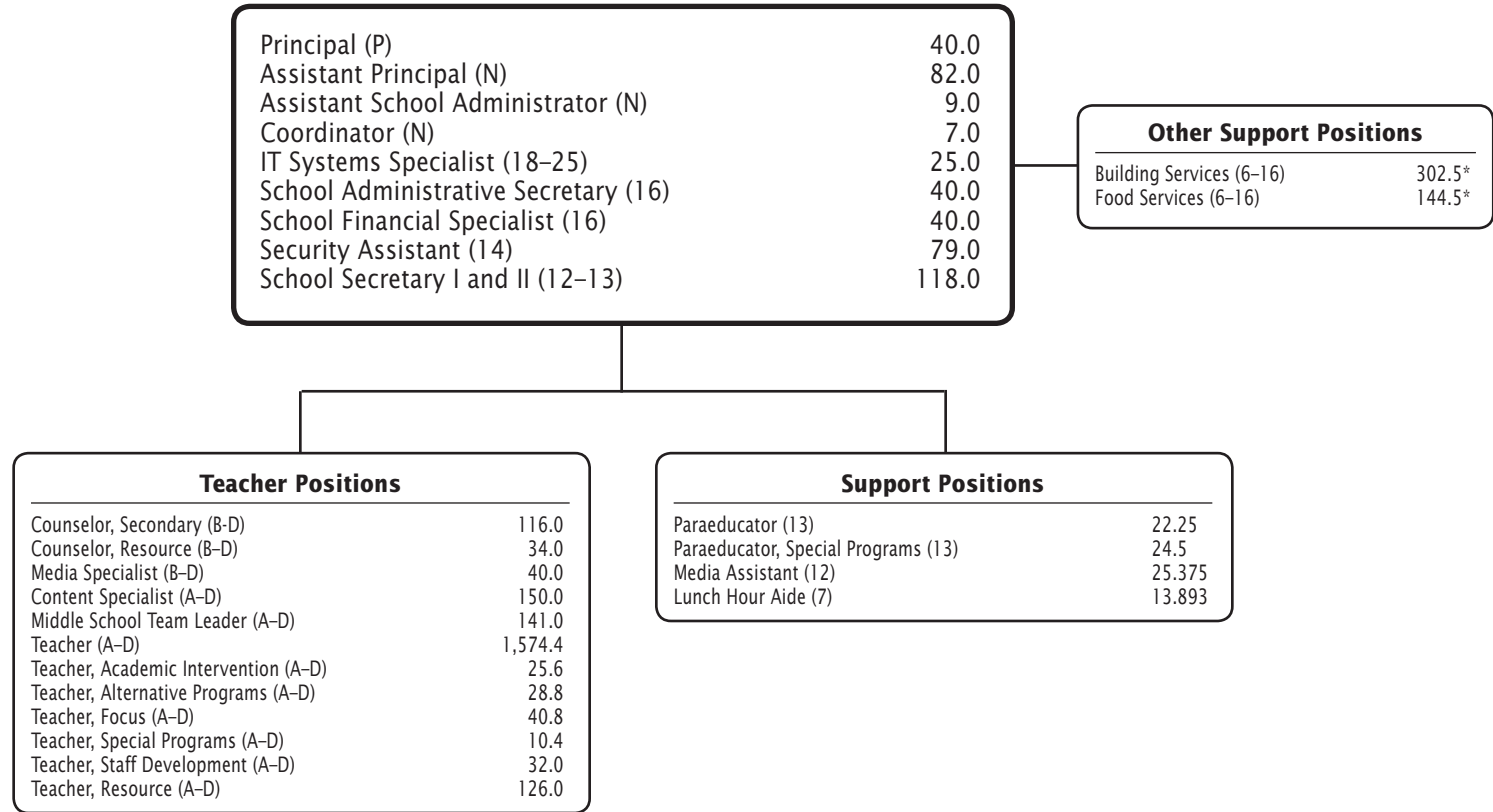 Principal (P) 40.0
Assistant Principal (N) 82.0
Assistant School Administrator (N) 9.0
Coordinator (N) 7.0
IT Systems Specialist (18–25) 25.0
School Administrative Secretary (16) 40.0
School Financial Specialist (16) 40.0
Security Assistant (14) 79.0
School Secretary I and II (12–13) 118.0
Other Support Positions
Building Services (6–16) 302.5*
Food Services (6–16) 144.5*
Teacher Positions
Counselor, Secondary (B-D) 116.0
Counselor, Resource (B–D) 34.0
Media Specialist (B–D) 40.0
Content Specialist (A–D) 150.0
Middle School Team Leader (A–D) 141.0
Teacher (A–D) 1,574.4
Teacher, Academic Intervention (A–D) 25.6
Teacher, Alternative Programs (A–D) 28.8
Teacher, Focus (A–D) 40.8
Teacher, Special Programs (A–D) 10.4
Teacher, Staff Development (A–D) 32.0
Teacher, Resource (A–D) 126.0
Support Positions
Paraeducator (13) 22.25
Paraeducator, Special Programs (13) 24.5
Media Assistant (12) 25.375
Lunch Hour Aide (7) 13.893